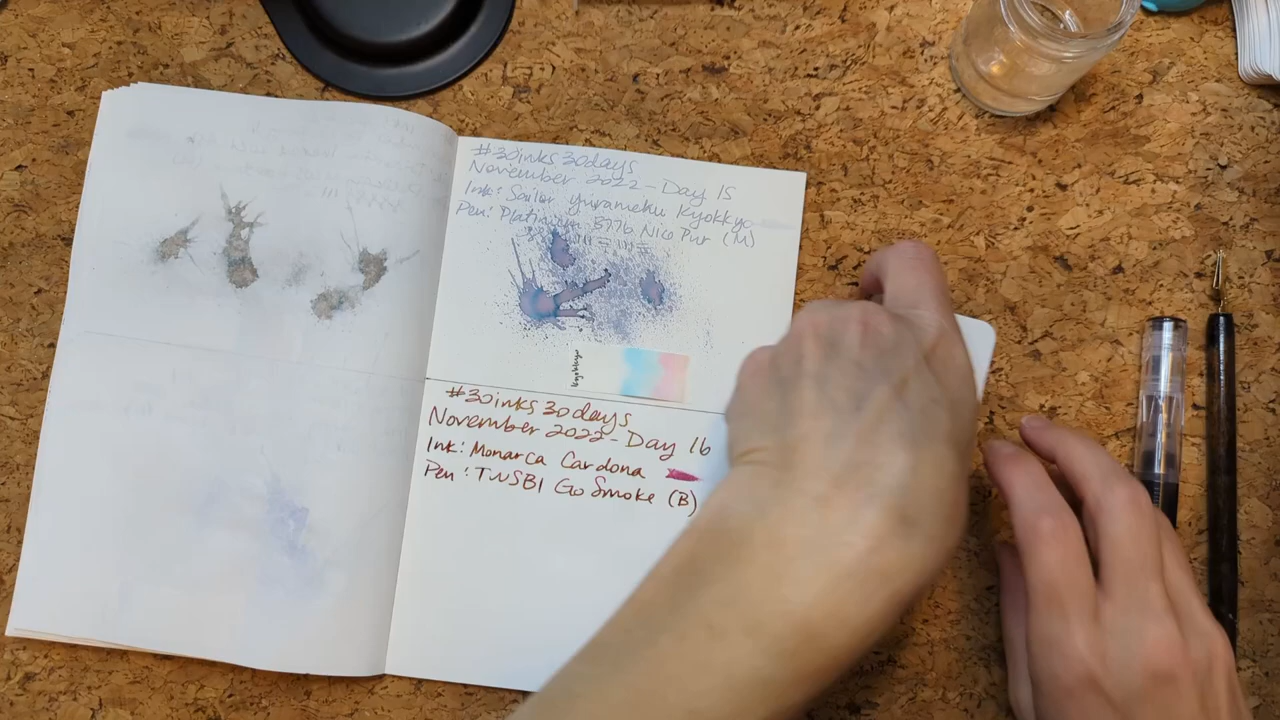 #30inks30days
November 2022 - Day 15
Ink: Sailor Yurameku Kyokkyo
Pen: Platinum 3776 Nice Pur (M)
Kyokkyo
#30inks30days
November 2022 - Day 16
Ink: Monarca Cardona
Pen: TWSBI Go Smoke (B)